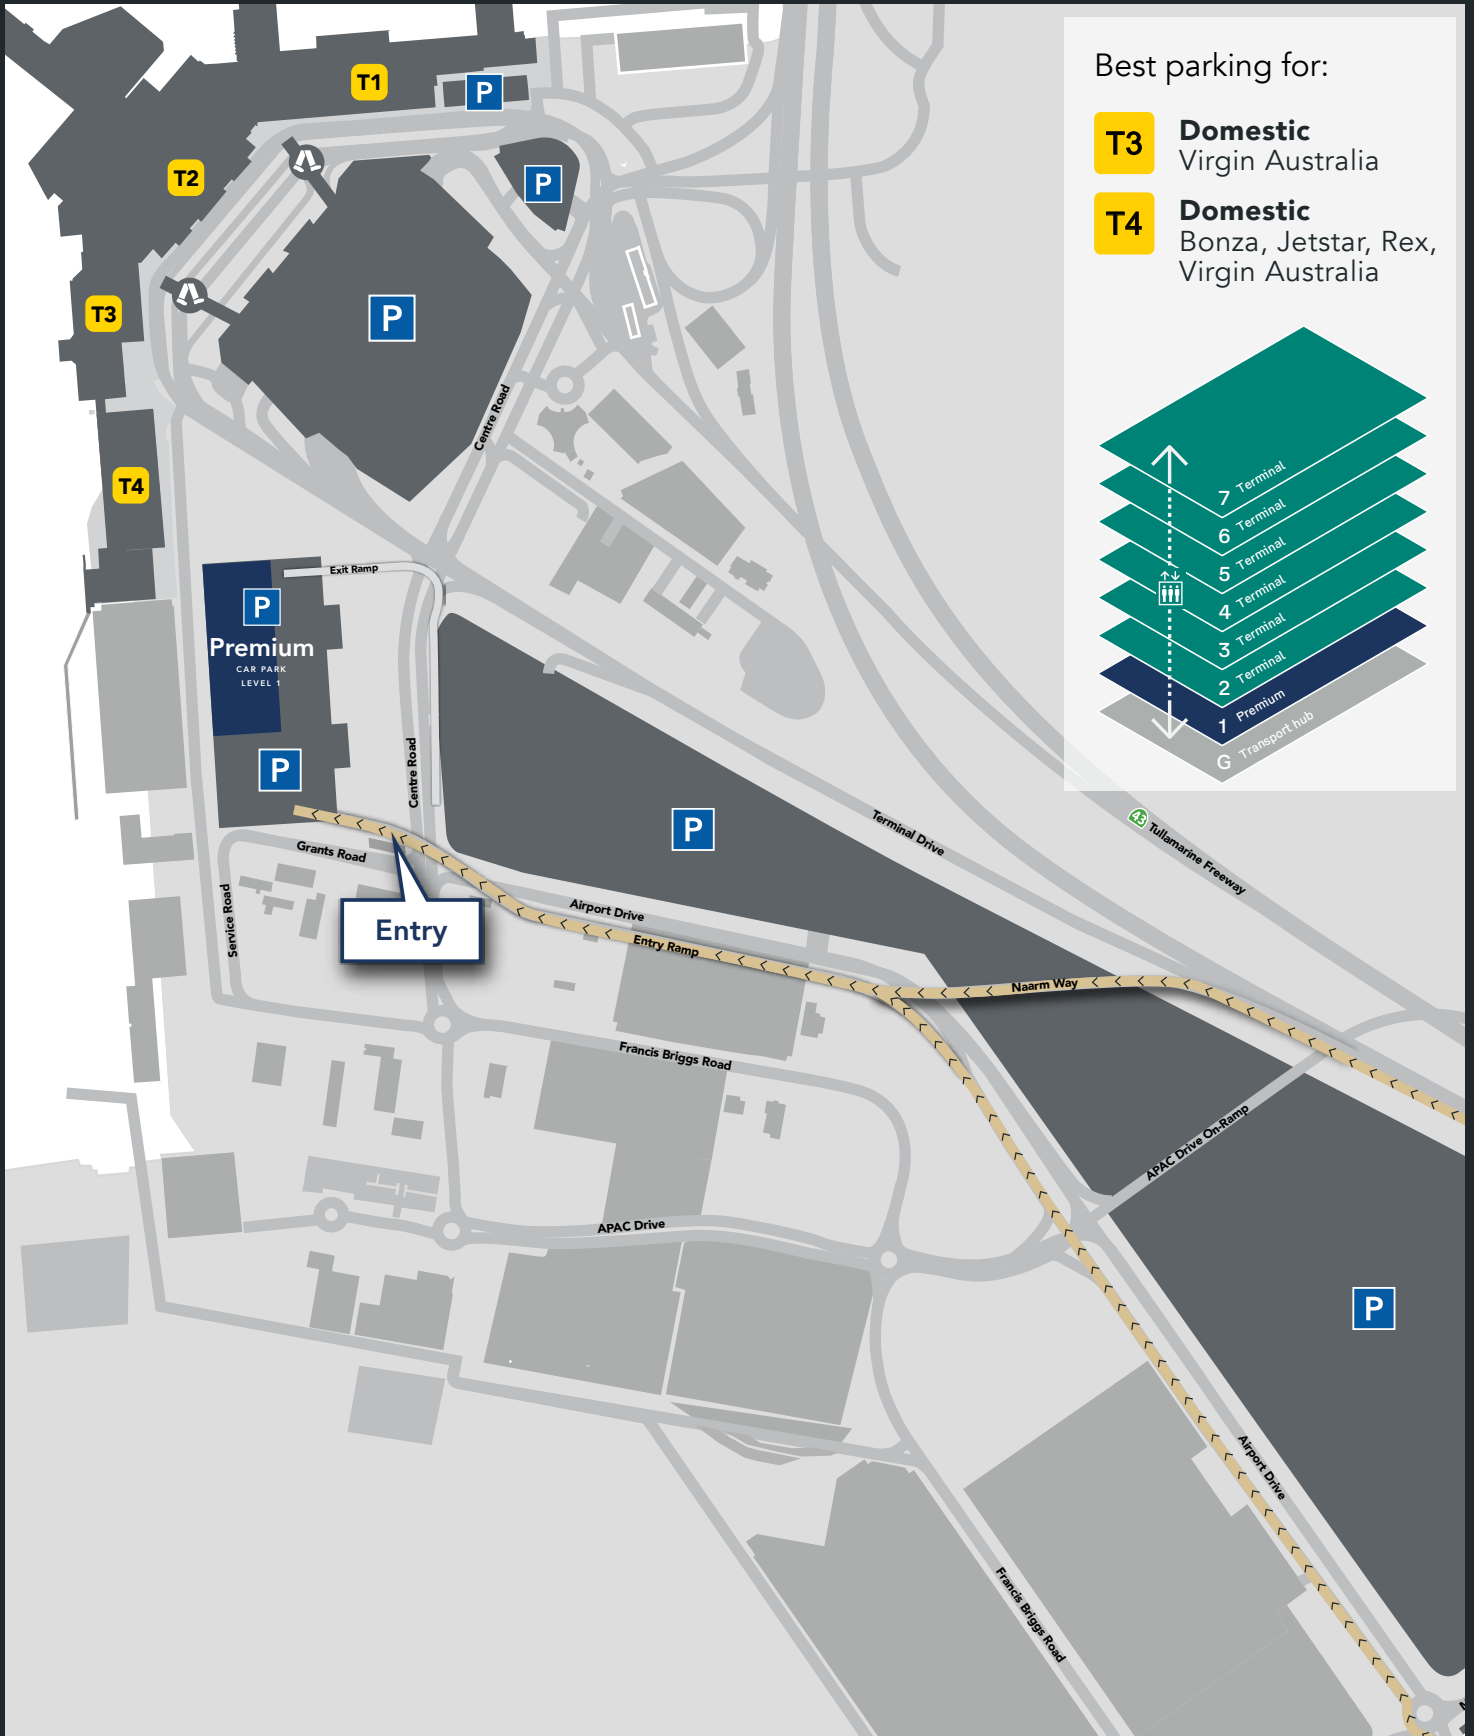 T1
P
T2
P
T3
P
Centre Road
T4
Exit Ramp
P
Premium
CAR PARK
LEVEL 1
P
Centre Road
P
Terminal Drive
43
Tullamarine Freeway
Grants Road
Service Road
Entry
Airport Drive
Entry Ramp
Naarm Way
Francis Briggs Road
APAC Drive On-Ramp
APAC Drive
P
Airport Drive
Francis Briggs Road
Best parking for:
T3
Domestic
Virgin Australia
T4
Domestic
Bonza, Jetstar, Rex,
Virgin Australia
7 Terminal
6 Terminal
5 Terminal
4 Terminal
3 Terminal
2 Terminal
1 Premium
G Transport hub